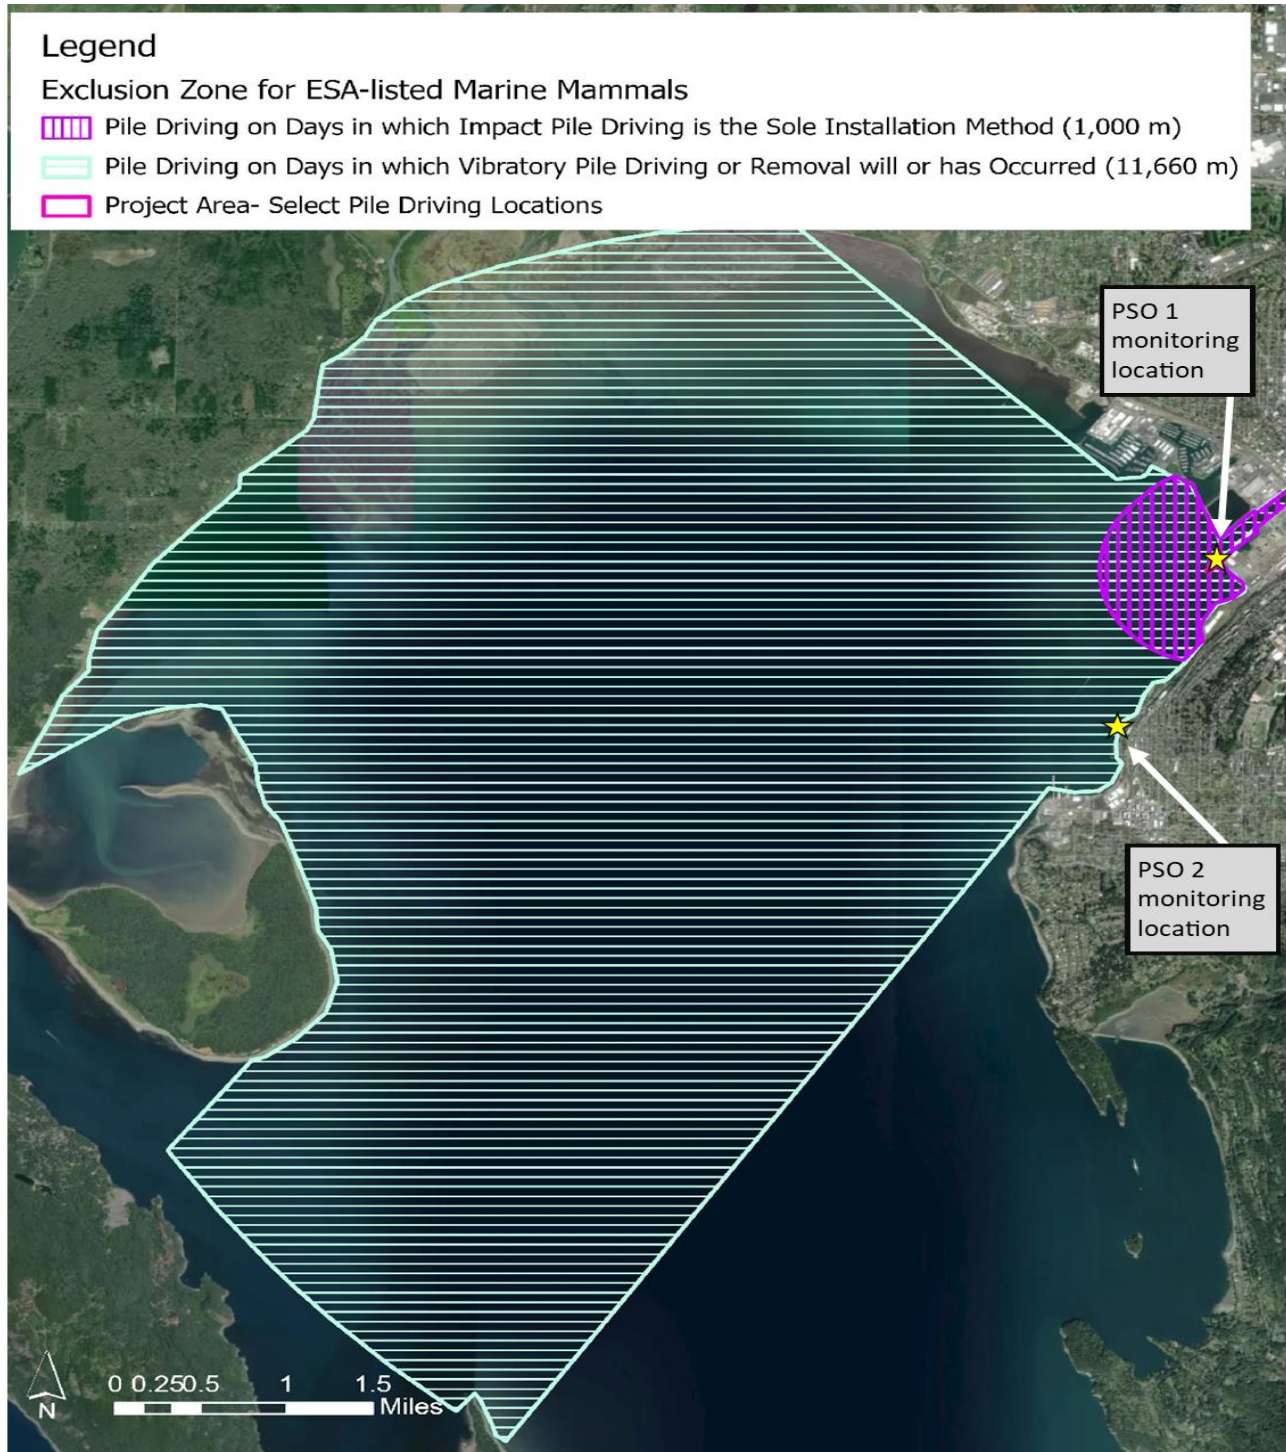 Legend
Exclusion Zone for ESA-listed Marine Mammals
Pile Driving on Days in which Impact Pile Driving is the Sole Installation Method (1,000 m)
Pile Driving on Days in which Vibratory Pile Driving or Removal will or has Occurred (11,660 m)
Project Area- Select Pile Driving Locations
PSO 1
monitoring
location
PSO 2
monitoring
location
0 0.25 0.5 1 1.5
Miles
N